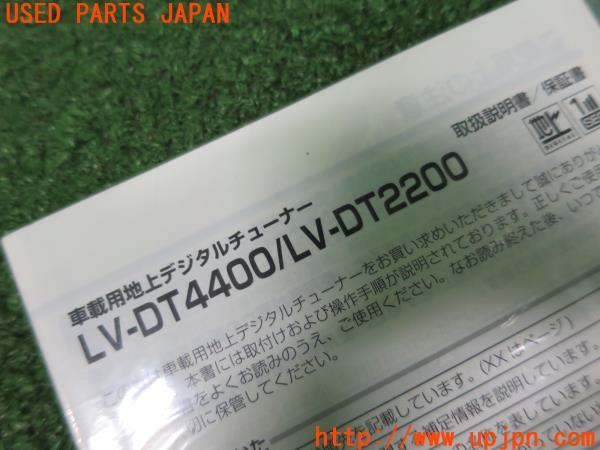 USED PARTS JAPAN
取扱説明書／保証書
車載用地上デジタルチューナー
LV-DT4400/LV-DT2200
車載用地上デジタルチューナーをお買い求めいただきまして誠にありが
本書には取付けおよび操作手順が説明されております。正しくご使用
をよくお読みのうえ、ご使用ください。なお読み終えた後、いつで
切に保管してください。
を記載しています。(XXはページ)
補足情報を説明しています。
http://www.upjpn.com/